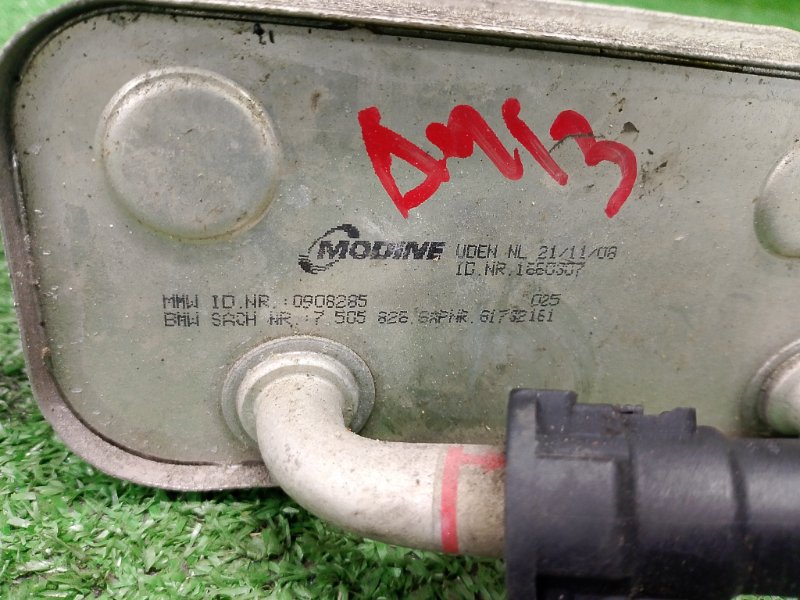 MODINE UDEN NL 21/11/08
ID.NR.1660307
MMW ID.NR.:0908285 025
BMW SACH NR.:7 505 826 SAPNR.61732161